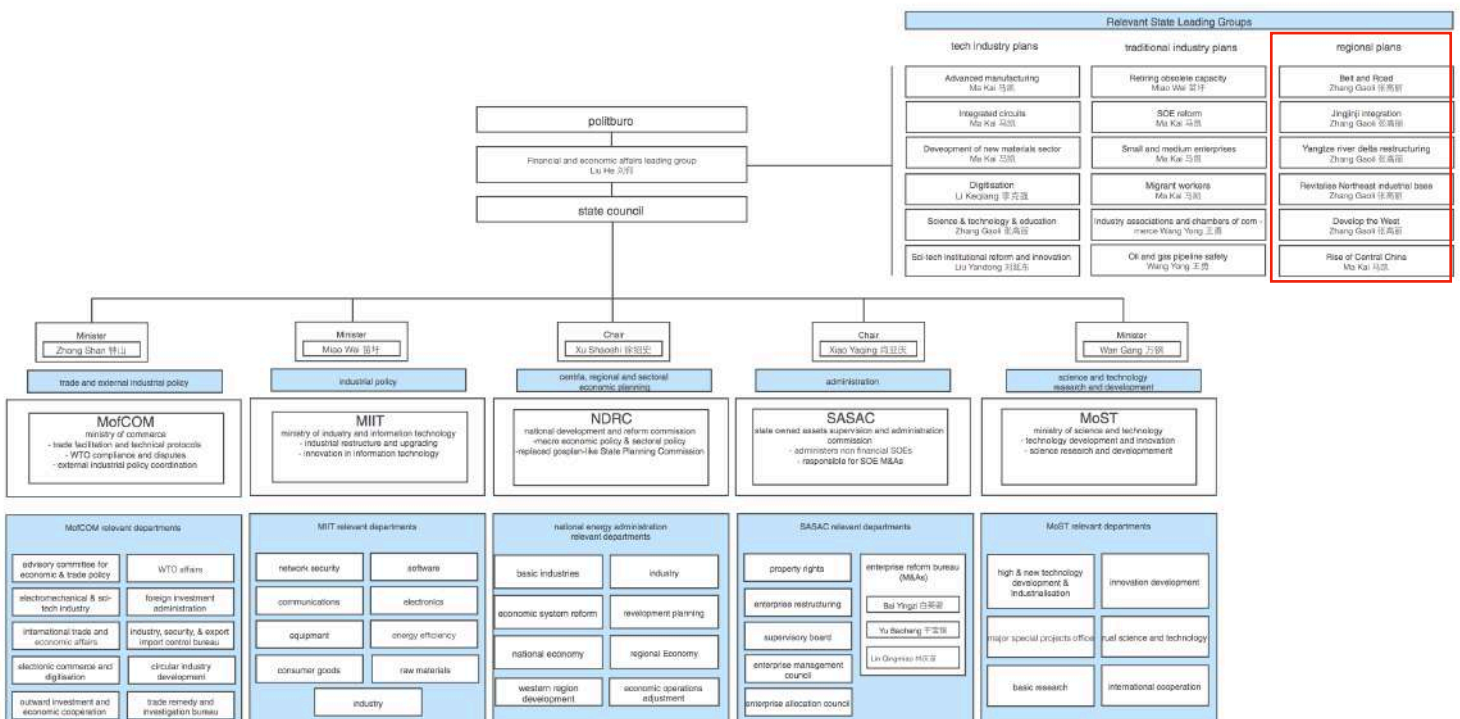 Relevant State Leading Groups
tech industry plans
traditional industry plans
regional plans
Advanced manufacturing
Ma Kai 马凯
Retiring obsolete capacity
Miao Wei 苗圩
Belt and Road
Zhang Gaoli 张高丽
Integrated circuits
Ma Kai 马凯
SOE reform
Ma Kai 马凯
Jingjinji integration
Zhang Gaoli 张高丽
Development of new materials sector
Ma Kai 马凯
Small and medium enterprises
Ma Kai 马凯
Yangtze river delta restructuring
Zhang Gaoli 张高丽
Digitisation
Li Keqiang 李克强
Migrant workers
Ma Kai 马凯
Revitalise Northeast industrial base
Zhang Gaoli 张高丽
Science & technology & education
Zhang Gaoli 张高丽
Industry associations and chambers of com -
merce Wang Yong 王勇
Develop the West
Zhang Gaoli 张高丽
Sci-tech institutional reform and innovation
Liu Yandong 刘延东
Oil and gas pipeline safety
Wang Yong 王勇
Rise of Central China
Ma Kai 马凯
politburo
Financial and economic affairs leading group
Liu He 刘何
state council
Minister
Zhong Shan 钟山
Minister
Miao Wei 苗圩
Chair
Xu Shaoshi 徐绍史
Chair
Xiao Yaqing 肖亚庆
Minister
Wan Gang 万钢
trade and external industrial policy
industrial policy
centrla, regional and sectoral
economic planning
administration
science and technology
research and development
MofCOM
ministry of commerce
- trade facilitation and technical protocols
- WTO compliance and disputes
- external industrial policy coordination
MIIT
ministry of industry and information technology
- industrial restructure and upgrading
- innovation in information technology
NDRC
national development and reform commission
-macro economic policy & sectoral policy
-replaced gosplan-like State Planning Commission
SASAC
state owned assets supervision and administration
commission
- administers non financial SOEs
- responsible for SOE M&As
MoST
ministry of science and technology
- technology development and innovation
- science research and developmement
MofCOM relevant departments
advisory committee for
economic & trade policy
WTO affairs
electromechanical & sci-
tech industry
foreign investment
administration
international trade and
economic affairs
industry, security, & export
import control bureau
electronic commerce and
digitilisation
circular industry
development
outward investment and
economic cooperation
trade remedy and
investigation bureau
MIIT relevant departments
network security
software
communications
electronics
equipment
energy efficiency
consumer goods
raw materials
industry
national energy administration
relevant departments
basic industries
industry
economic system reform
revelopment planning
national economy
regional Economy
western region
development
economic operations
adjustment
SASAC relevant departments
property rights
enterprise restructuring
supervisory board
enterprise management
council
enterprise allocation council
enterprise reform bureau
(M&As)
Bai Yingzi 白英姿
Yu Baoheng
Lin Qingmiao
MoST relevant departments
high & new technology
development &
industrialisation
innovation development
major special projects office
rual science and technology
basic research
international cooperation